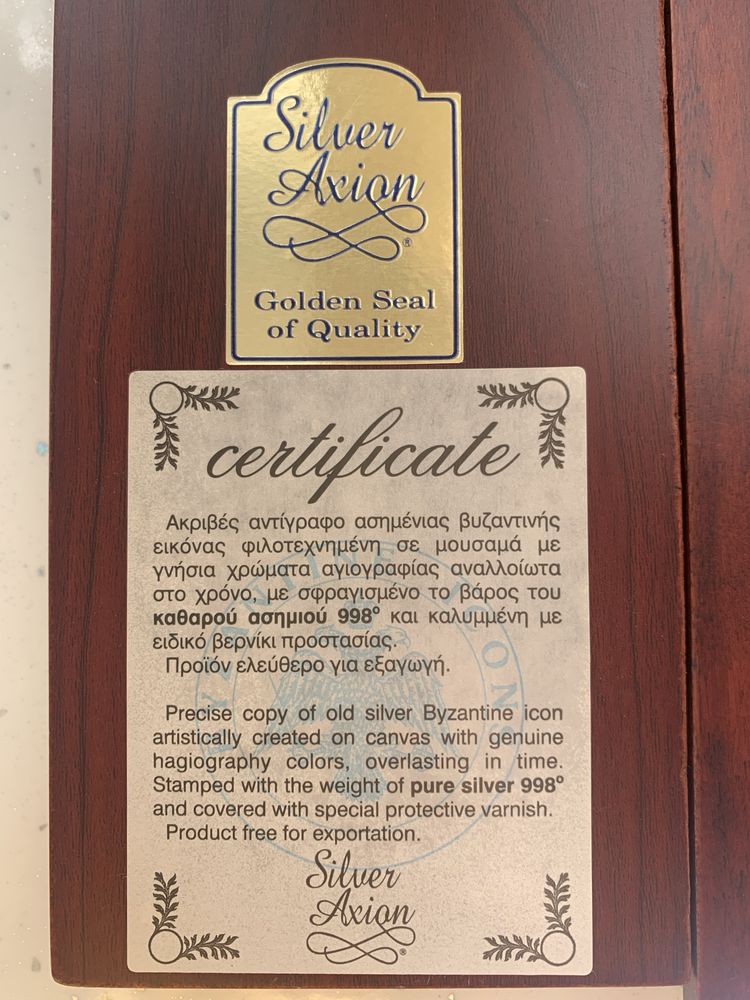 Silver
Axion
®
Golden Seal
of Quality
certificate
Ακριβές αντίγραφο ασημένιας βυζαντινής
εικόνας φιλοτεχνημένη σε μουσαμά με
γνήσια χρώματα αγιογραφίας αναλλοίωτα
στο χρόνο, με σφραγισμένο το βάρος του
καθαρού ασημιού 998° και καλυμμένη με
ειδικό βερνίκι προστασίας.
Προϊόν ελεύθερο για εξαγωγή.
Precise copy of old silver Byzantine icon
artistically created on canvas with genuine
hagiography colors, overlasting in time.
Stamped with the weight of pure silver 998°
and covered with special protective varnish.
Product free for exportation.
BYZANTINE ICONS
Silver
Axion
®